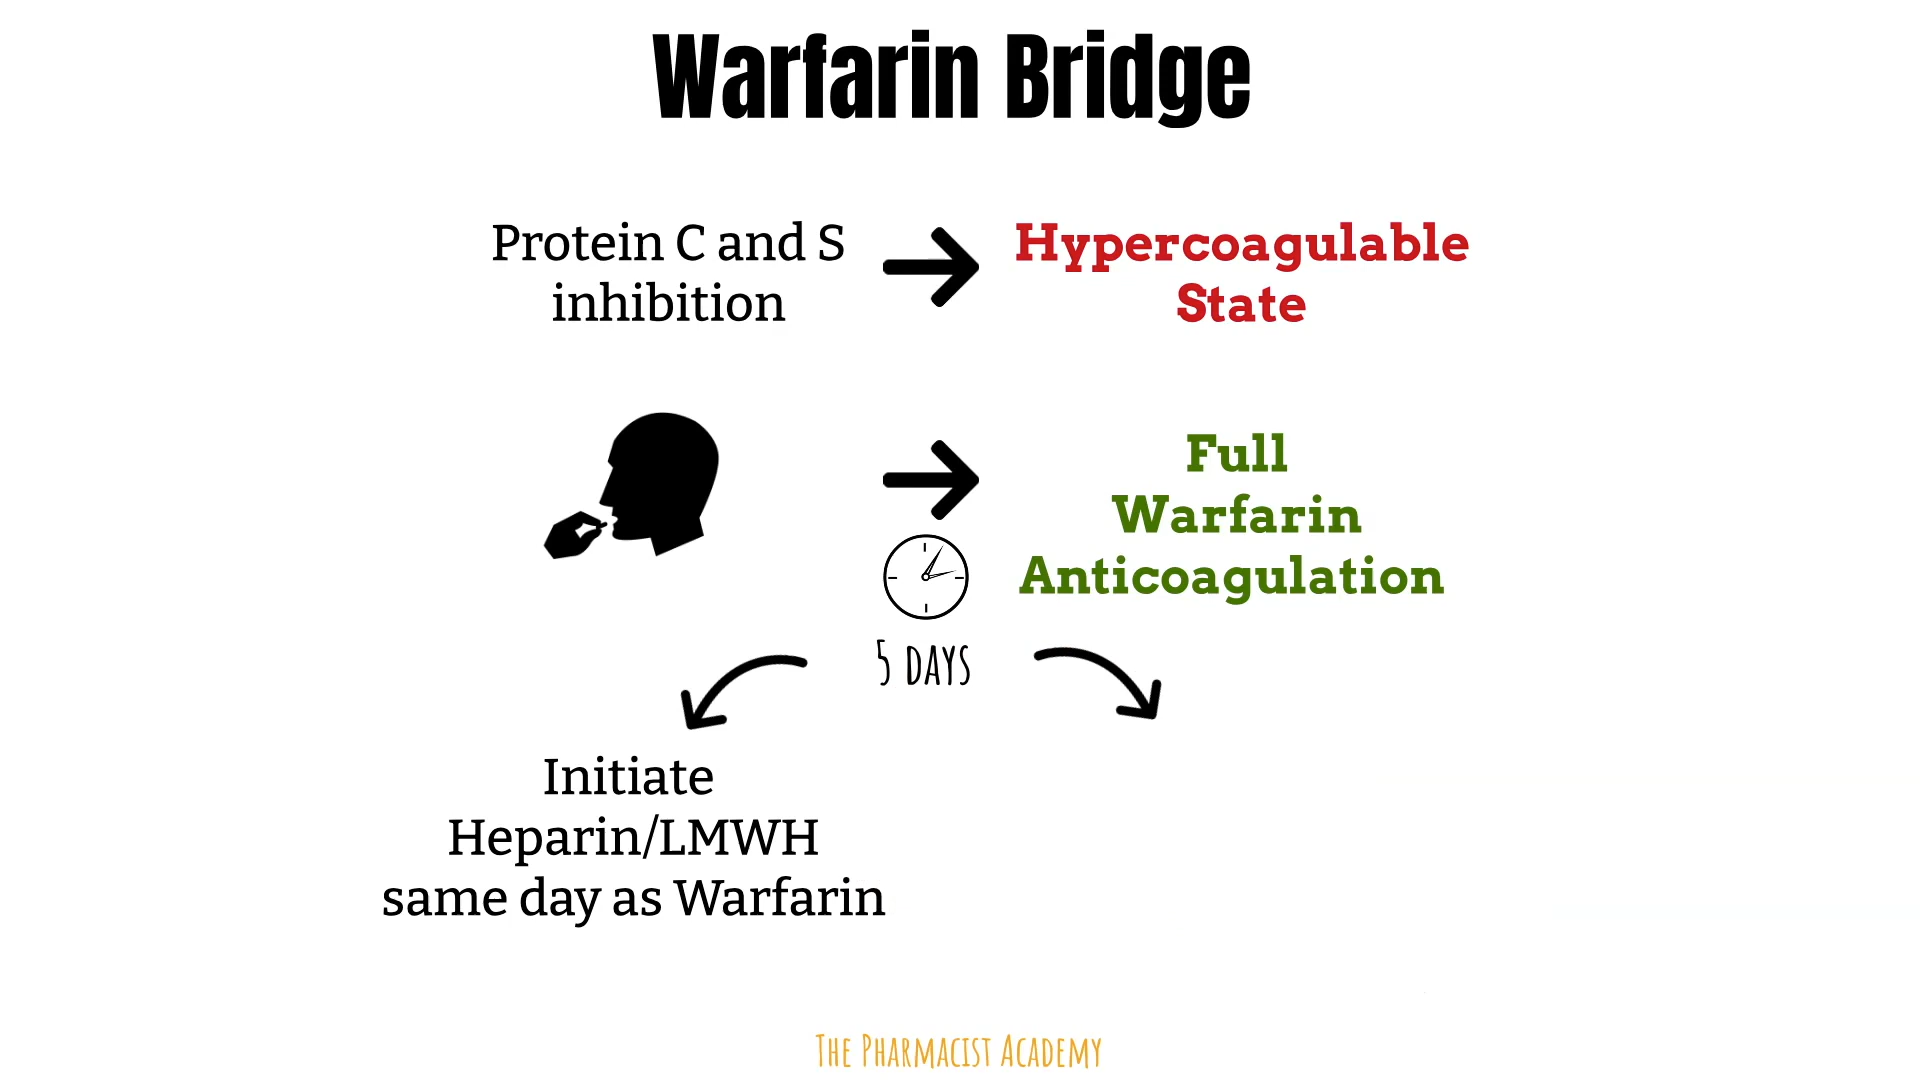 Warfarin Bridge
Protein C and S
inhibition
Hypercoagulable
State
Full
Warfarin
Anticoagulation
5 DAYS
Initiate
Heparin/LMWH
same day as Warfarin
THE PHARMACIST ACADEMY